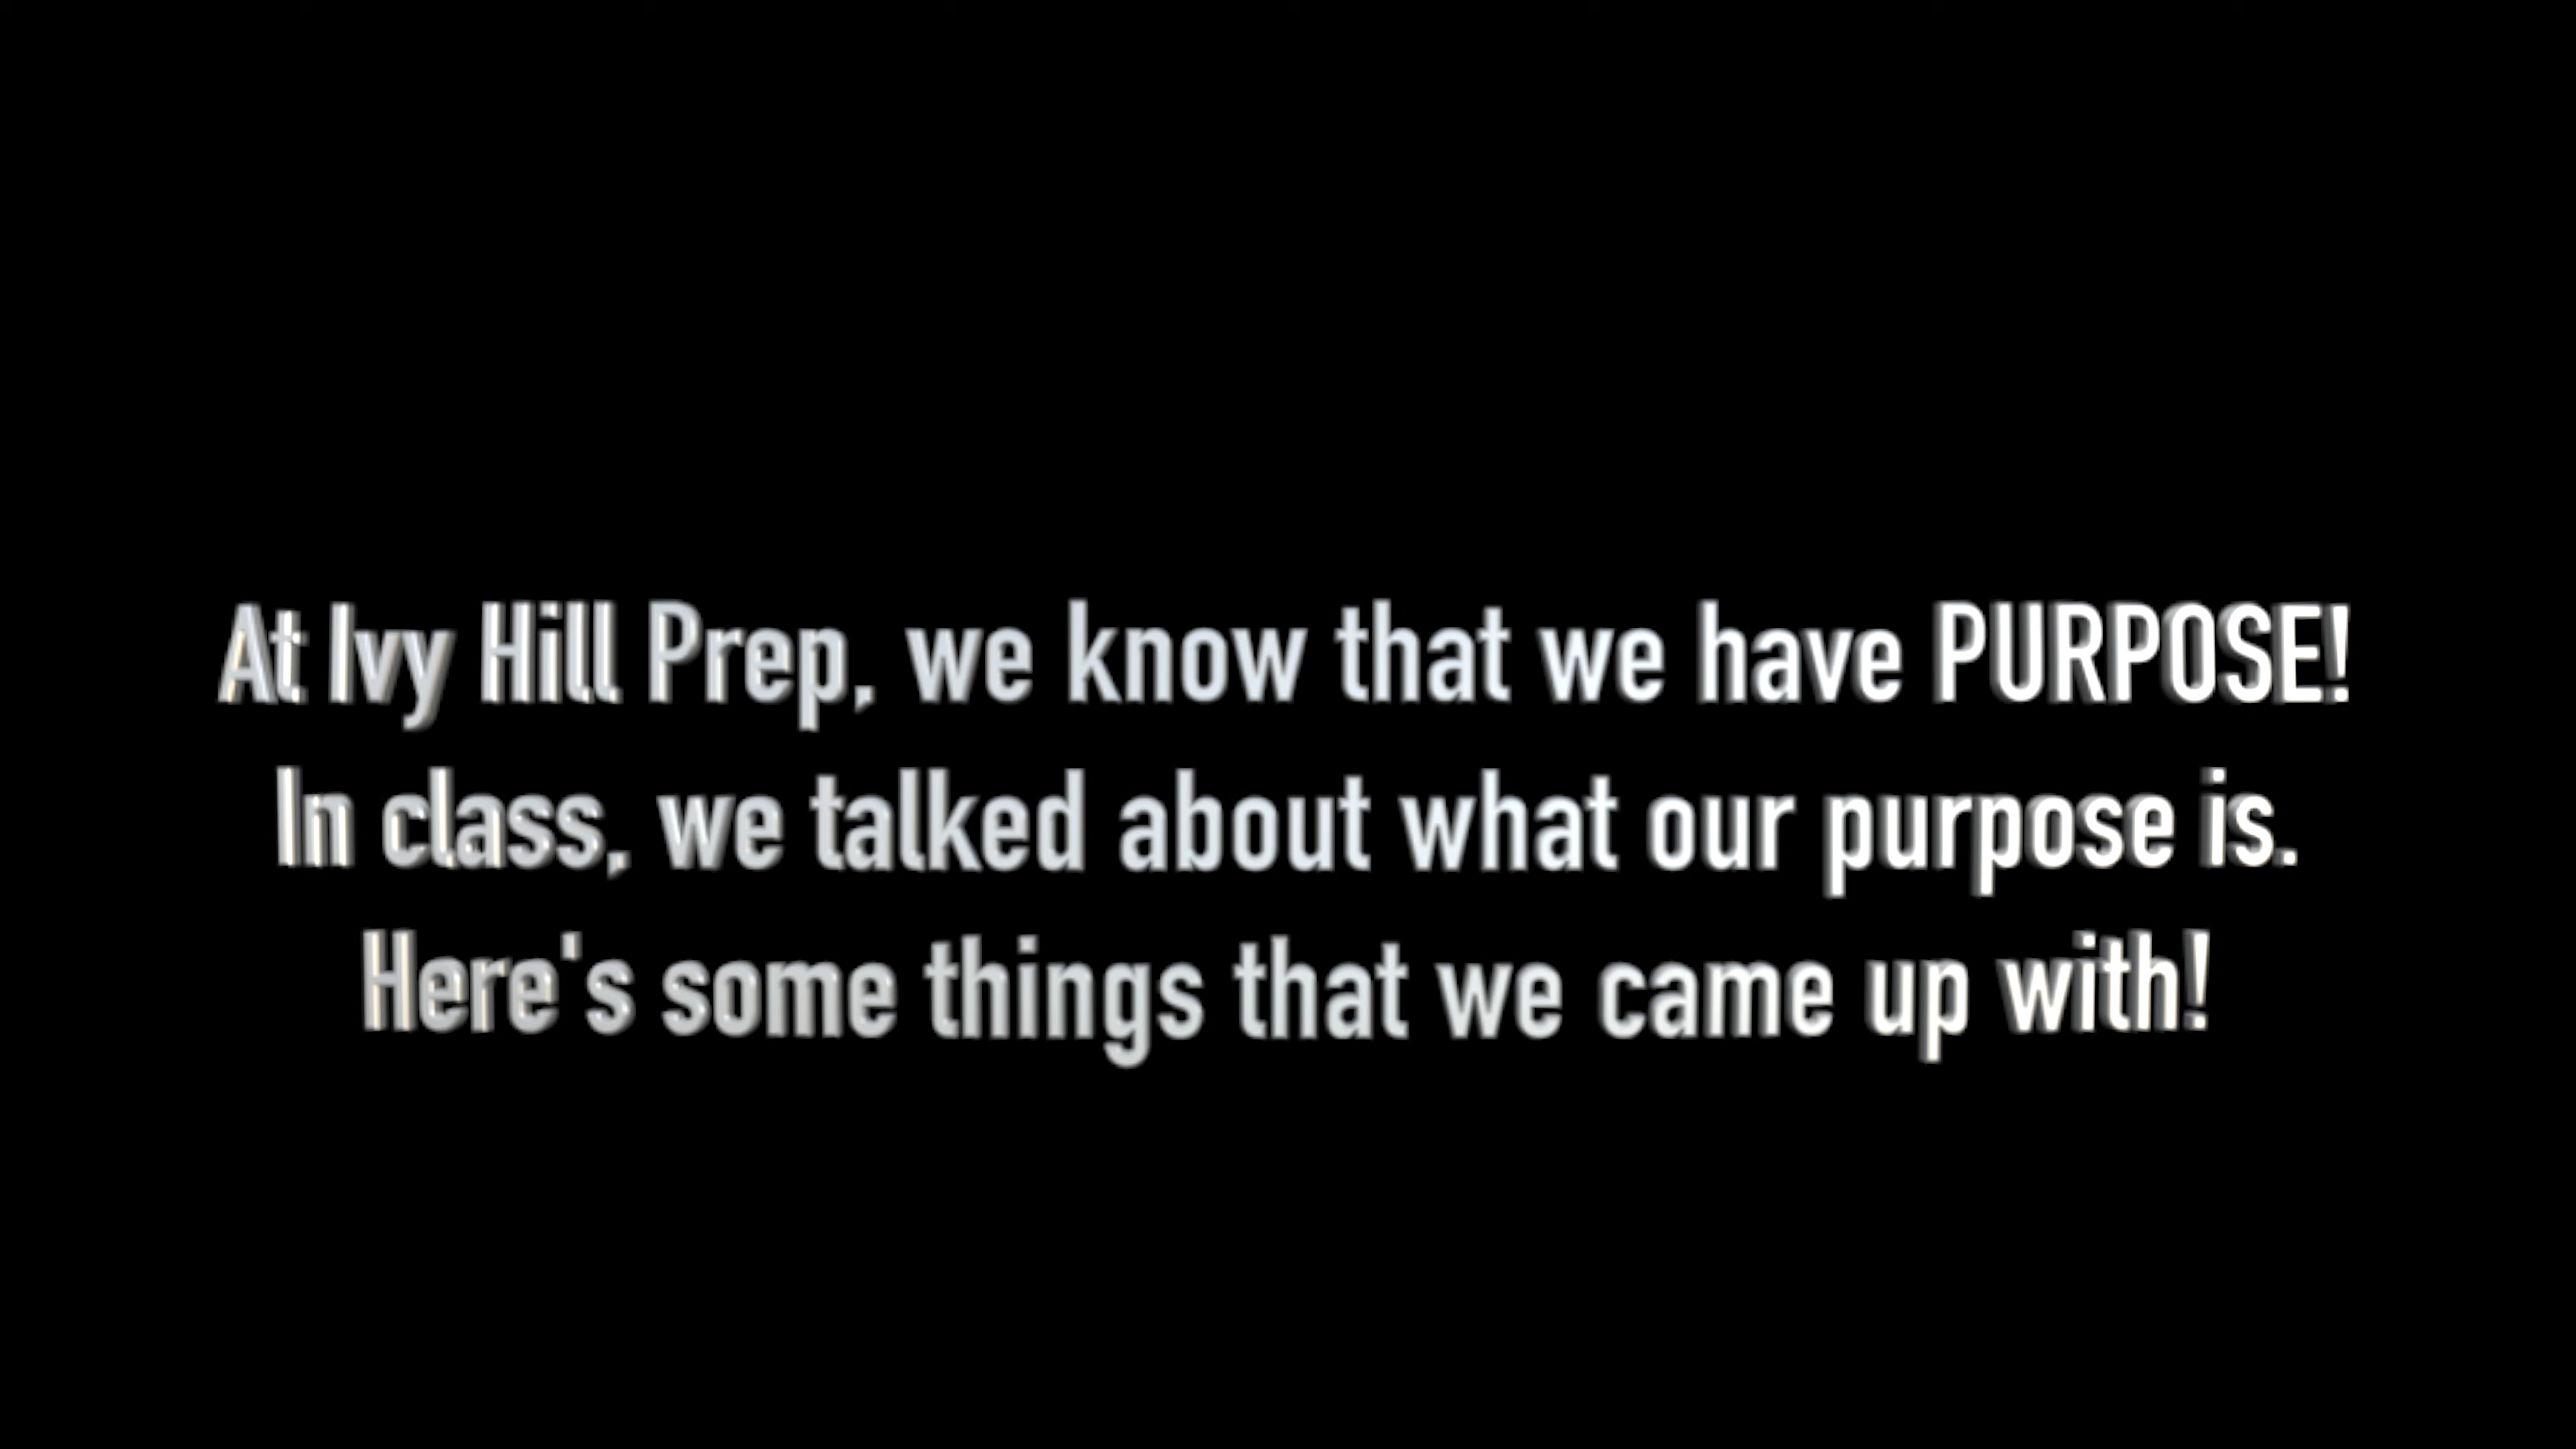 At Ivy Hill Prep, we know that we have PURPOSE!
In class, we talked about what our purpose is.
Here's some things that we came up with!